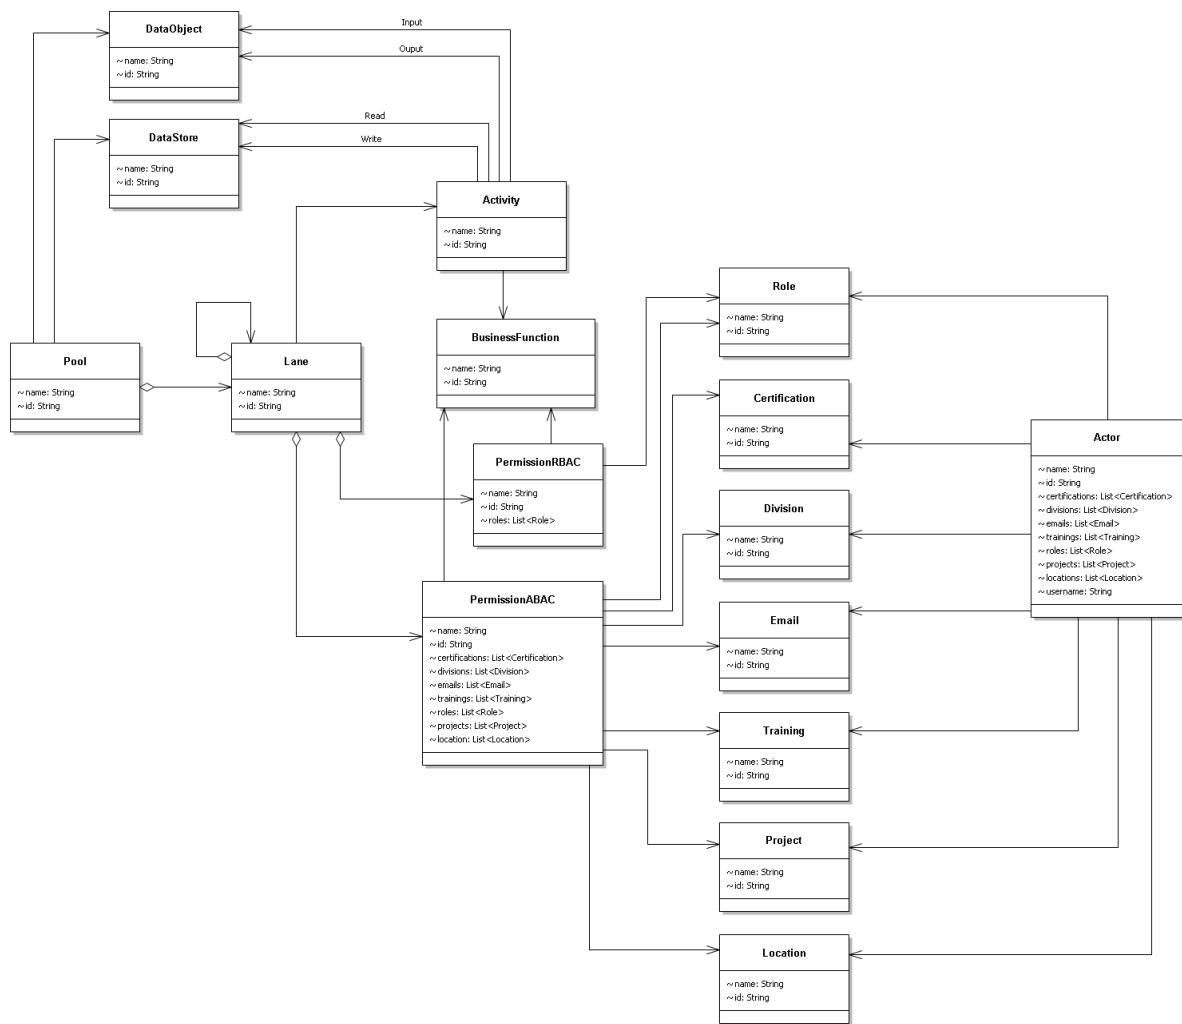 DataObject
~name: String
~id: String
Input
Ouput
DataStore
~name: String
~id: String
Read
Write
Activity
~name: String
~id: String
BusinessFunction
~name: String
~id: String
Pool
~name: String
~id: String
Lane
~name: String
~id: String
PermissionRBAC
~name: String
~id: String
~roles: List<Role>
PermissionABAC
~name: String
~id: String
~certifications: List<Certification>
~divisions: List<Division>
~emails: List<Email>
~trainings: List<Training>
~roles: List<Role>
~projects: List<Project>
~location: List<Location>
Role
~name: String
~id: String
Certification
~name: String
~id: String
Division
~name: String
~id: String
Email
~name: String
~id: String
Training
~name: String
~id: String
Project
~name: String
~id: String
Location
~name: String
~id: String
Actor
~name: String
~id: String
~certifications: List<Certification>
~divisions: List<Division>
~emails: List<Email>
~trainings: List<Training>
~roles: List<Role>
~projects: List<Project>
~locations: List<Location>
~username: String